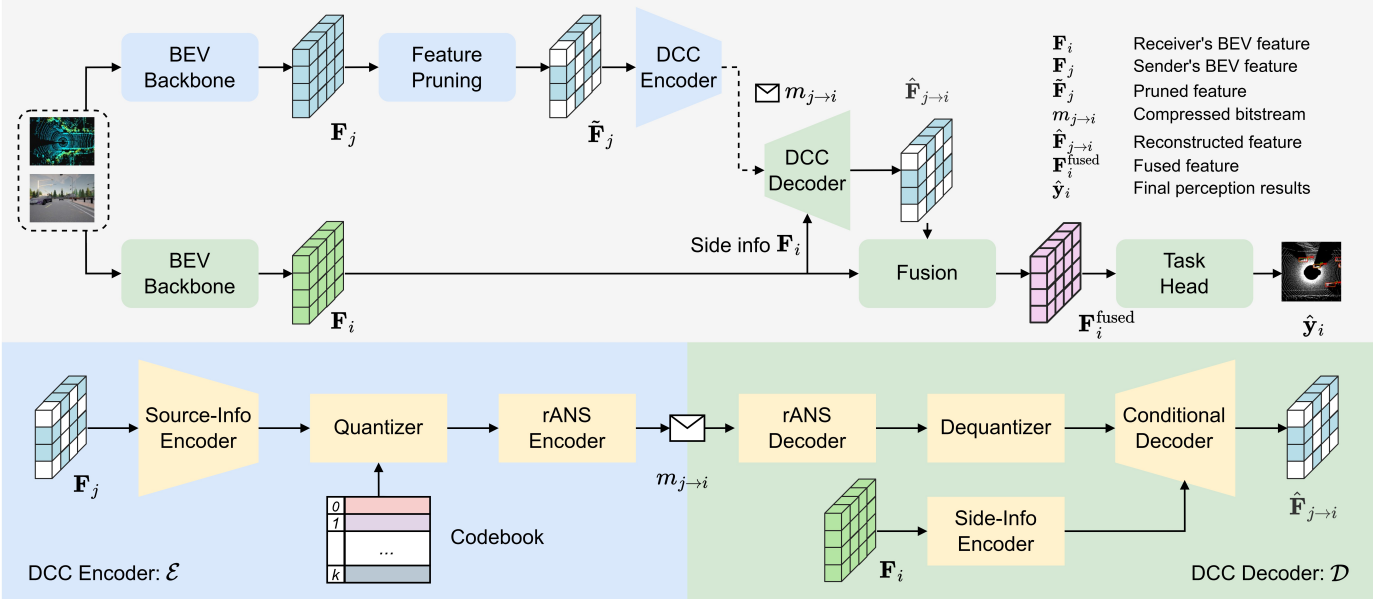 BEV
Backbone
F_j
Feature
Pruning
F̃_j
DCC
Encoder
m_{j→i}
DCC
Decoder
F̂_{j→i}
F_i Receiver's BEV feature
F_j Sender's BEV feature
F̃_j Pruned feature
m_{j→i} Compressed bitstream
F̂_{j→i} Reconstructed feature
F_i^fused Fused feature
ŷ_i Final perception results
BEV
Backbone
F_i
Side info F_i
Fusion
F_i^fused
Task
Head
ŷ_i
F_j
Source-Info
Encoder
Quantizer
rANS
Encoder
m_{j→i}
0
1
...
k
Codebook
DCC Encoder: ℰ
rANS
Decoder
Dequantizer
Conditional
Decoder
F̂_{j→i}
F_i
Side-Info
Encoder
DCC Decoder: 𝒟